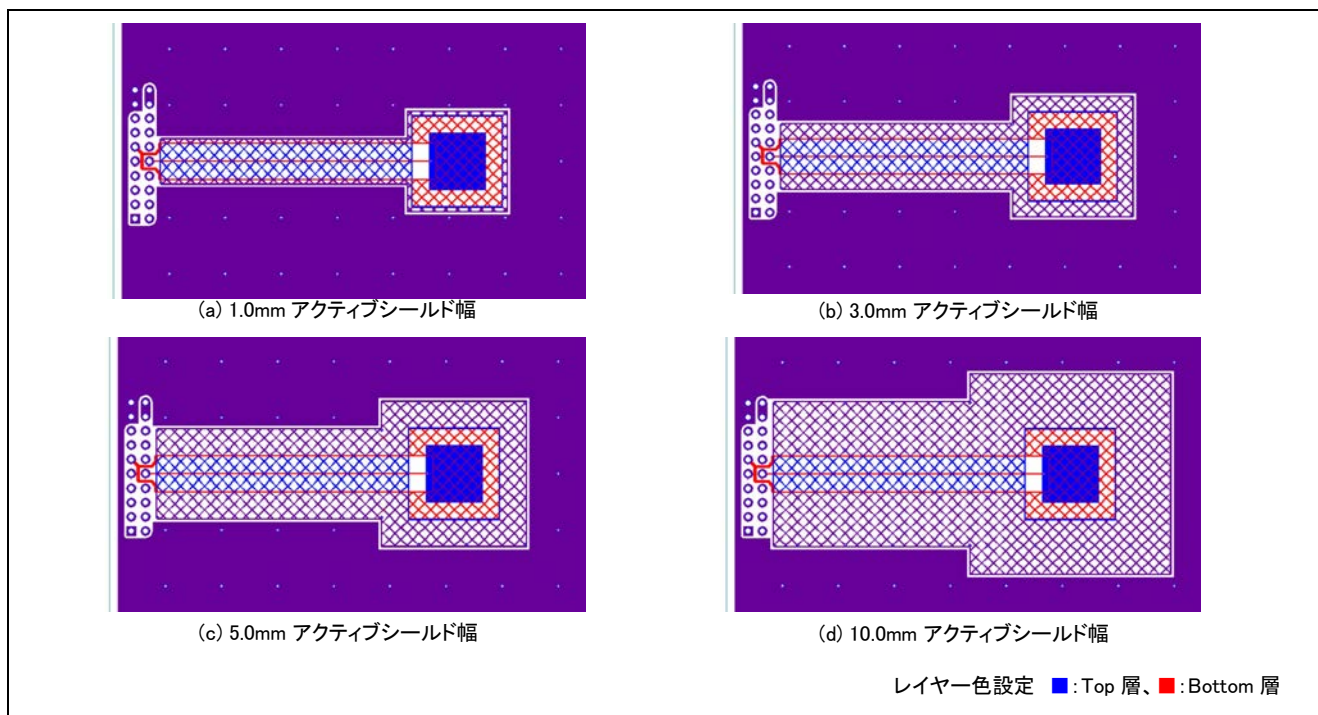 (a) 1.0mm アクティブシールド幅
(b) 3.0mm アクティブシールド幅
(c) 5.0mm アクティブシールド幅
(d) 10.0mm アクティブシールド幅
レイヤー色設定 ■:Top 層、■:Bottom 層